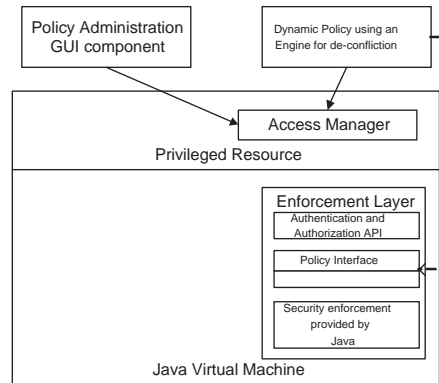 Policy Administration
GUI component
Dynamic Policy using an
Engine for de-confliction
Access Manager
Privileged Resource
Enforcement Layer
Authentication and
Authorization API
Policy Interface
Security enforcement
provided by
Java
Java Virtual Machine